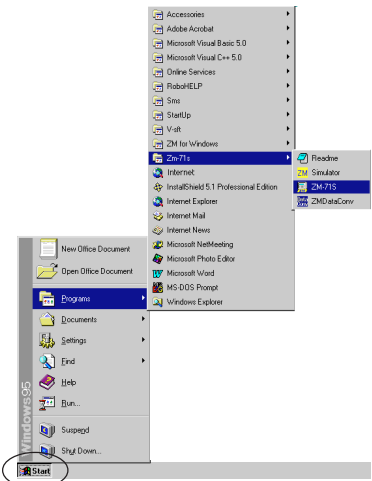 Accessories
Adobe Acrobat
Microsoft Visual Basic 5.0
Microsoft Visual C++ 5.0
Online Services
RoboHELP
Sms
StartUp
V-sft
ZM for Windows
Zm-71s
Internet
InstallShield 5.1 Professional Edition
Internet Explorer
Internet Mail
Internet News
Microsoft NetMeeting
Microsoft Photo Editor
Microsoft Word
MS-DOS Prompt
Windows Explorer
Readme
ZM Simulator
ZM-71S
ZMDataConv
New Office Document
Open Office Document
Programs
Documents
Settings
Find
Help
Run...
Suspend
Shut Down...
Windows95
Start